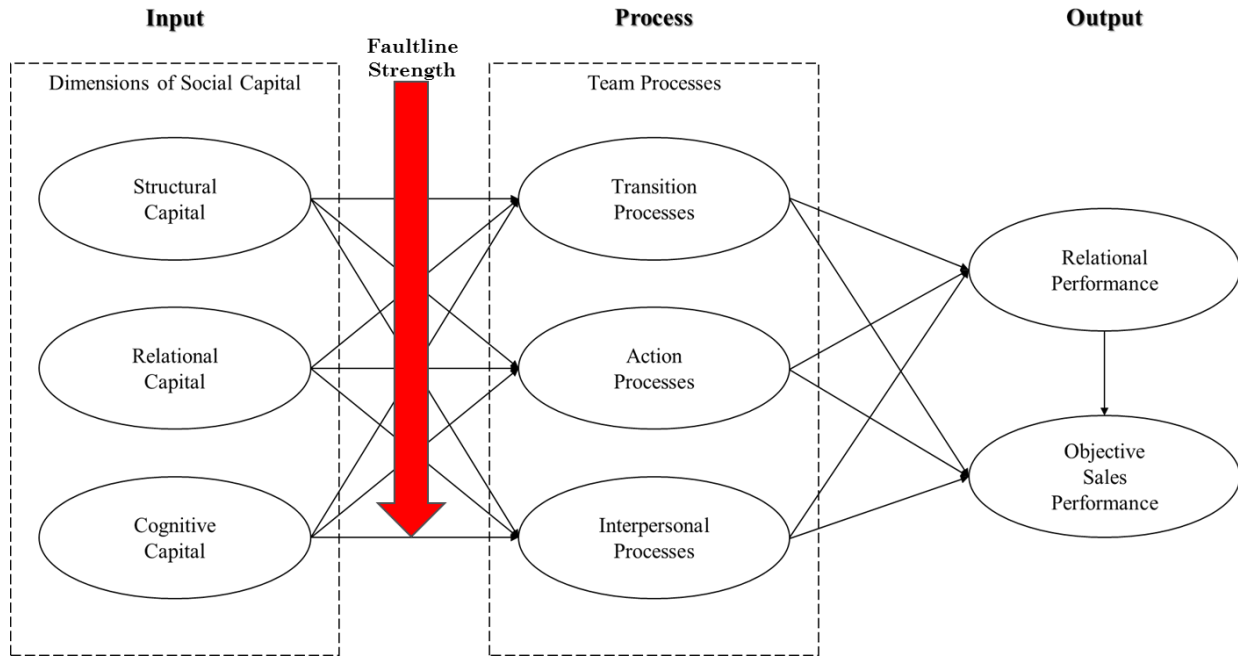 Input
Process
Output
Faultline
Strength
Dimensions of Social Capital
Team Processes
Structural
Capital
Transition
Processes
Relational
Performance
Relational
Capital
Action
Processes
Objective
Sales
Performance
Cognitive
Capital
Interpersonal
Processes